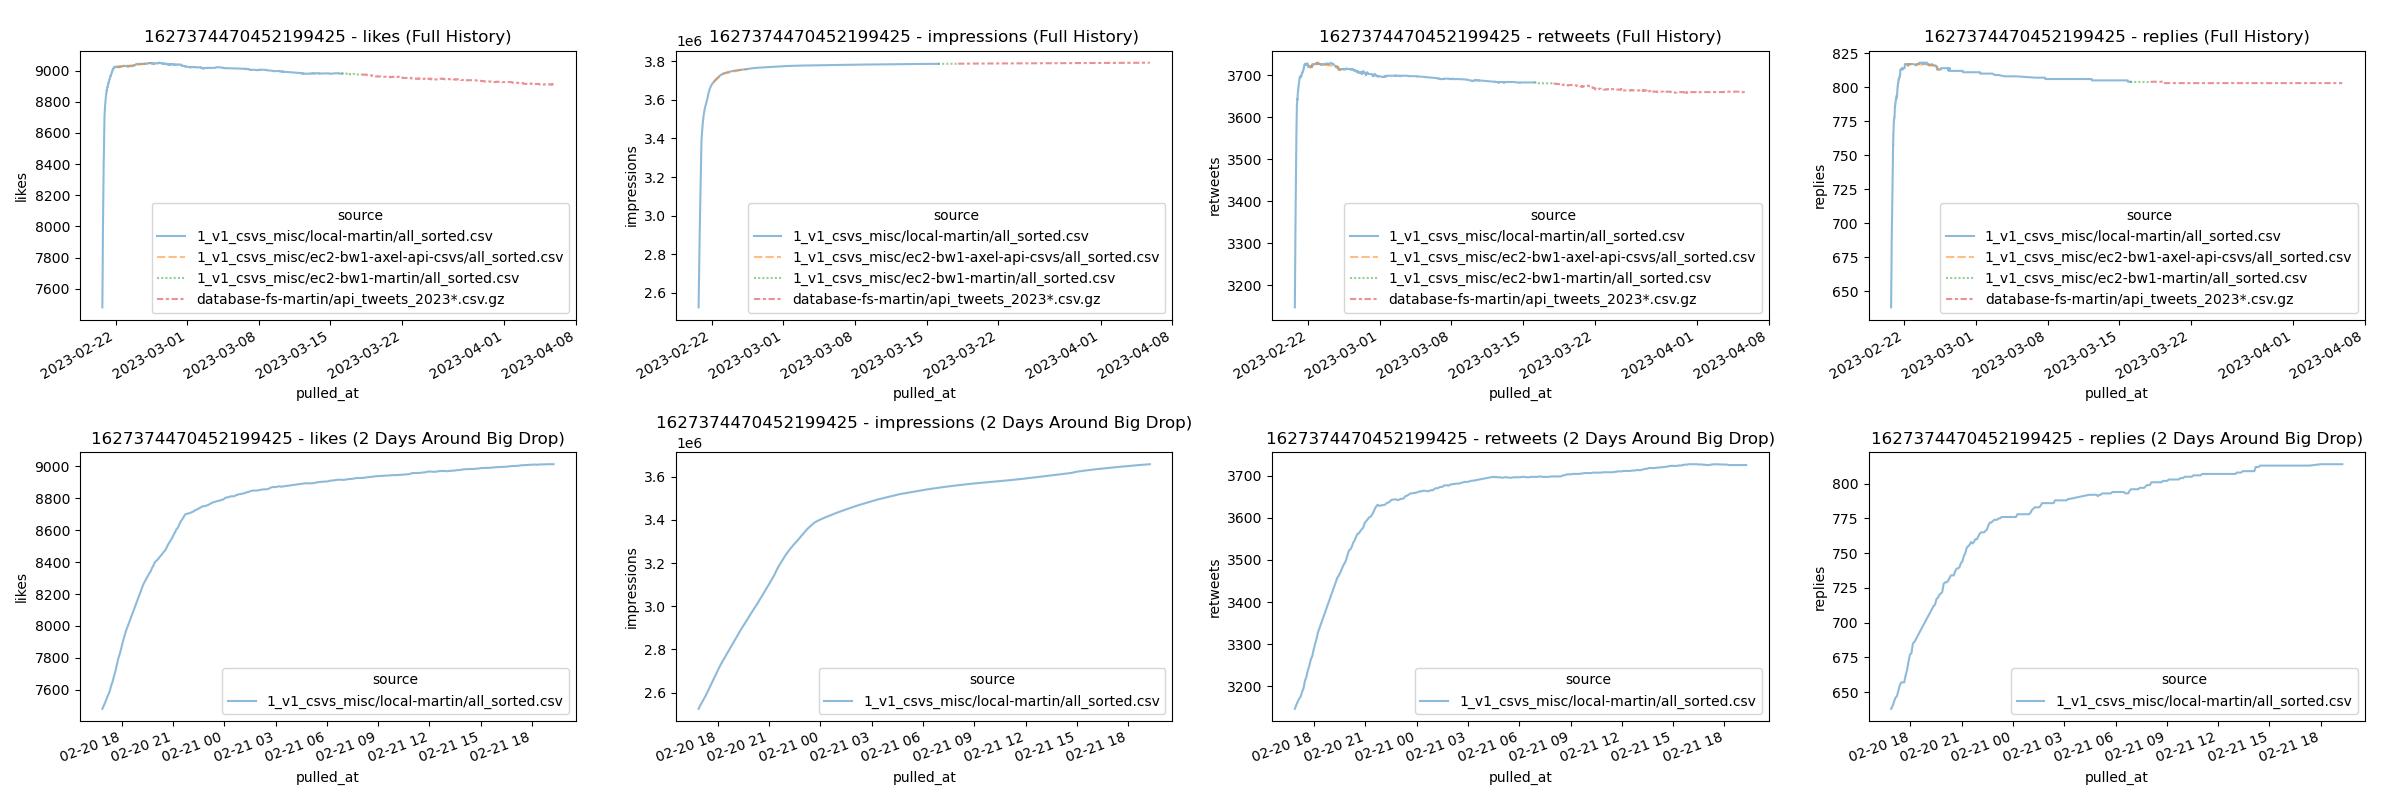 1627374470452199425 - likes (Full History)
likes
9000
8800
8600
8400
8200
8000
7800
7600
source
1_v1_csvs_misc/local-martin/all_sorted.csv
1_v1_csvs_misc/ec2-bw1-axel-api-csvs/all_sorted.csv
1_v1_csvs_misc/ec2-bw1-martin/all_sorted.csv
database-fs-martin/api_tweets_2023*.csv.gz
2023-02-22
2023-03-01
2023-03-08
2023-03-15
2023-03-22
2023-04-01
2023-04-08
pulled_at
1627374470452199425 - impressions (Full History)
1e6
impressions
3.8
3.6
3.4
3.2
3.0
2.8
2.6
source
1_v1_csvs_misc/local-martin/all_sorted.csv
1_v1_csvs_misc/ec2-bw1-axel-api-csvs/all_sorted.csv
1_v1_csvs_misc/ec2-bw1-martin/all_sorted.csv
database-fs-martin/api_tweets_2023*.csv.gz
2023-02-22
2023-03-01
2023-03-08
2023-03-15
2023-03-22
2023-04-01
2023-04-08
pulled_at
1627374470452199425 - retweets (Full History)
retweets
3700
3600
3500
3400
3300
3200
source
1_v1_csvs_misc/local-martin/all_sorted.csv
1_v1_csvs_misc/ec2-bw1-axel-api-csvs/all_sorted.csv
1_v1_csvs_misc/ec2-bw1-martin/all_sorted.csv
database-fs-martin/api_tweets_2023*.csv.gz
2023-02-22
2023-03-01
2023-03-08
2023-03-15
2023-03-22
2023-04-01
2023-04-08
pulled_at
1627374470452199425 - replies (Full History)
replies
825
800
775
750
725
700
675
650
source
1_v1_csvs_misc/local-martin/all_sorted.csv
1_v1_csvs_misc/ec2-bw1-axel-api-csvs/all_sorted.csv
1_v1_csvs_misc/ec2-bw1-martin/all_sorted.csv
database-fs-martin/api_tweets_2023*.csv.gz
2023-02-22
2023-03-01
2023-03-08
2023-03-15
2023-03-22
2023-04-01
2023-04-08
pulled_at
1627374470452199425 - likes (2 Days Around Big Drop)
likes
9000
8800
8600
8400
8200
8000
7800
7600
source
1_v1_csvs_misc/local-martin/all_sorted.csv
02-20 18
02-20 21
02-21 00
02-21 03
02-21 06
02-21 09
02-21 12
02-21 15
02-21 18
pulled_at
1627374470452199425 - impressions (2 Days Around Big Drop)
1e6
impressions
3.6
3.4
3.2
3.0
2.8
2.6
source
1_v1_csvs_misc/local-martin/all_sorted.csv
02-20 18
02-20 21
02-21 00
02-21 03
02-21 06
02-21 09
02-21 12
02-21 15
02-21 18
pulled_at
1627374470452199425 - retweets (2 Days Around Big Drop)
retweets
3700
3600
3500
3400
3300
3200
source
1_v1_csvs_misc/local-martin/all_sorted.csv
02-20 18
02-20 21
02-21 00
02-21 03
02-21 06
02-21 09
02-21 12
02-21 15
02-21 18
pulled_at
1627374470452199425 - replies (2 Days Around Big Drop)
replies
800
775
750
725
700
675
650
source
1_v1_csvs_misc/local-martin/all_sorted.csv
02-20 18
02-20 21
02-21 00
02-21 03
02-21 06
02-21 09
02-21 12
02-21 15
02-21 18
pulled_at